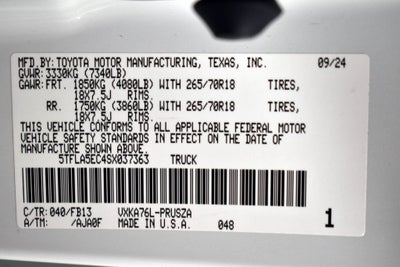 MFD.BY: TOYOTA MOTOR MANUFACTURING, TEXAS, INC. 09/24
GVWR: 3330KG (7340LB)
GAWR: FRT. 1850KG (4080LB) WITH 265/70R18 TIRES,
18X7.5J RIMS.
RR. 1750KG (3860LB) WITH 265/70R18 TIRES,
18X7.5J RIMS.
THIS VEHICLE CONFORMS TO ALL APPLICABLE FEDERAL MOTOR
VEHICLE SAFETY STANDARDS IN EFFECT ON THE DATE OF
MANUFACTURE SHOWN ABOVE.
5TFLA5EC4SX037363 TRUCK
C/TR: 040/FB13 VXKA76L-PRUSZA 1
A/TM: /AJA0F MADE IN U.S.A. 048